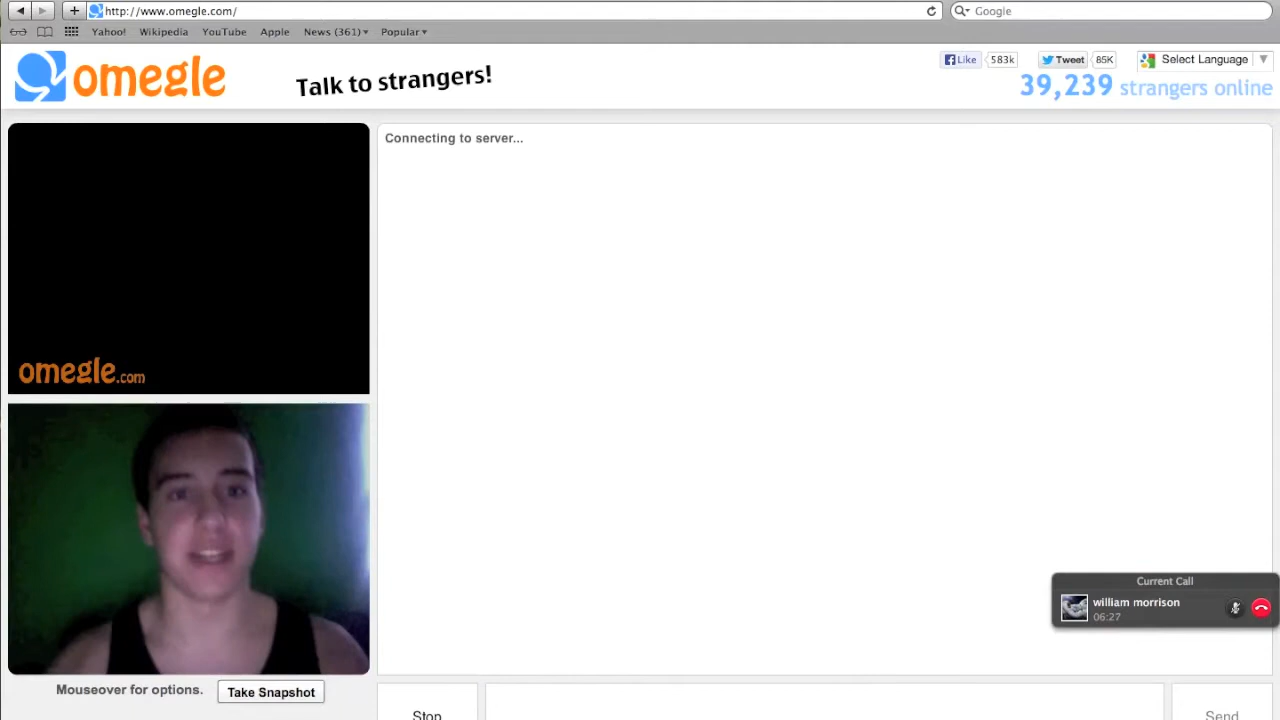 http://www.omegle.com/
Google
Yahoo!
Wikipedia
YouTube
Apple
News (361)
Popular
omegle
Talk to strangers!
Like
583k
Tweet
85K
Select Language
39,239 strangers online
Connecting to server...
omegle.com
Current Call
william morrison
06:27
Mouseover for options.
Take Snapshot
Stop
Send